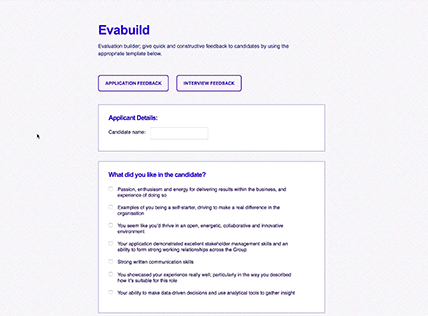 Evabuild
Evaluation builder; give quick and constructive feedback to candidates by using the
appropriate template below.
APPLICATION FEEDBACK
INTERVIEW FEEDBACK
Applicant Details:
Candidate name:
What did you like in the candidate?
Passion, enthusiasm and energy for delivering results within the business, and
experience of doing so
Examples of being a self-starter, driving to make a real difference in the
organisation
You seem like you'd thrive in an open, energetic, collaborative and innovative
environment
Your application demonstrated excellent stakeholder management skills and an
ability to form strong working relationships across the Group
Strong written communication skills
You showcased your experience really well; particularly in the way you described
how it's suitable for this role
Your ability to make data-driven decisions and use analytical tools to gather insight